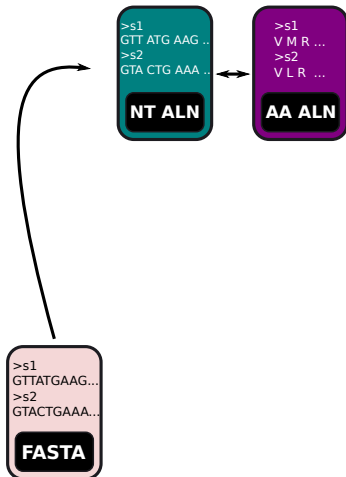 >s1
GTT ATG AAG ..
>s2
GTA CTG AAA ..
NT ALN
>s1
V M R ...
>s2
V L R ...
AA ALN
>s1
GTTATGAAG...
>s2
GTACTGAAA...
FASTA